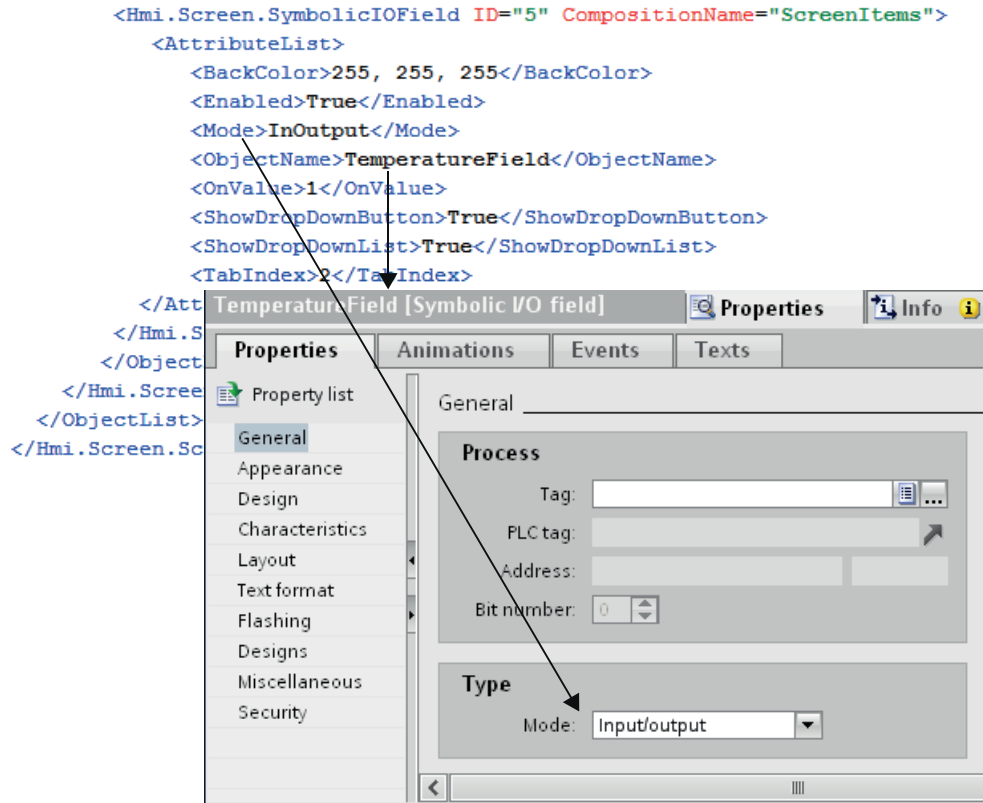 <Hmi.Screen.SymbolicIOField ID="5" CompositionName="ScreenItems">
<AttributeList>
<BackColor>255, 255, 255</BackColor>
<Enabled>True</Enabled>
<Mode>InOutput</Mode>
<ObjectName>TemperatureField</ObjectName>
<OnValue>1</OnValue>
<ShowDropDownButton>True</ShowDropDownButton>
<ShowDropDownList>True</ShowDropDownList>
<TabIndex>2</TabIndex>
</Att
</Hmi.S
</Object
</Hmi.Scree
</ObjectList>
</Hmi.Screen.Sc
TemperatureField [Symbolic I/O field]
Properties
Info
Properties
Animations
Events
Texts
Property list
General
Appearance
Design
Characteristics
Layout
Text format
Flashing
Designs
Miscellaneous
Security
General
Process
Tag:
...
PLC tag:
Address:
Bit number: 0
Type
Mode: Input/output